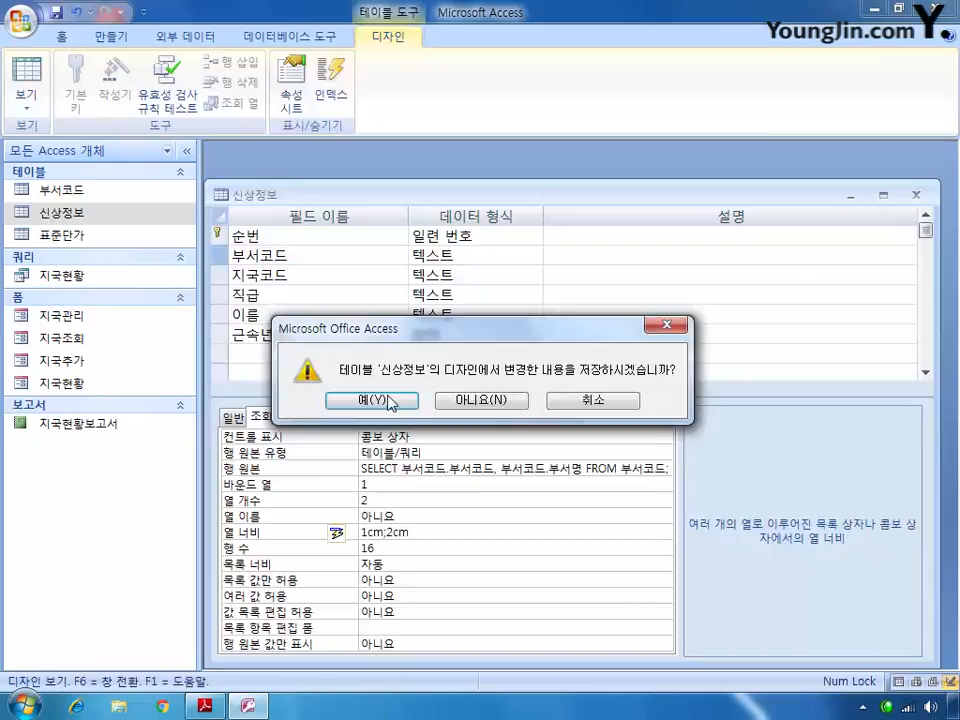 테이블 도구 Microsoft Access
YoungJin.com Y.
홈 만들기 외부 데이터 데이터베이스 도구 디자인
보기
기본 키
작성기
유효성 검사 규칙 테스트
행 삽입
행 삭제
조회 열
속성 시트
인덱스
보기 도구 표시/숨기기
모든 Access 개체
테이블
부서코드
신상정보
표준단가
쿼리
지국현황
폼
지국관리
지국조회
지국추가
지국현황
보고서
지국현황보고서
신상정보
필드 이름 데이터 형식 설명
순번 일련 번호
부서코드 텍스트
지국코드 텍스트
직급 텍스트
이름 텍스트
Microsoft Office Access
테이블 '신상정보'의 디자인에서 변경한 내용을 저장하시겠습니까?
예(Y) 아니요(N) 취소
일반
컨트롤 표시 콤보 상자
행 원본 유형 테이블/쿼리
행 원본 SELECT 부서코드.부서코드, 부서코드.부서명 FROM 부서코드;
바운드 열 1
열 개수 2
열 이름 아니요
열 너비 1cm;2cm
행 수 16
목록 너비 자동
목록 값만 허용 아니요
여러 값 허용 아니요
값 목록 편집 허용 아니요
목록 항목 편집 폼
행 원본 값만 표시 아니요
여러 개의 열로 이루어진 목록 상자나 콤보 상
자에서의 열 너비
디자인 보기. F6 = 창 전환. F1 = 도움말. Num Lock